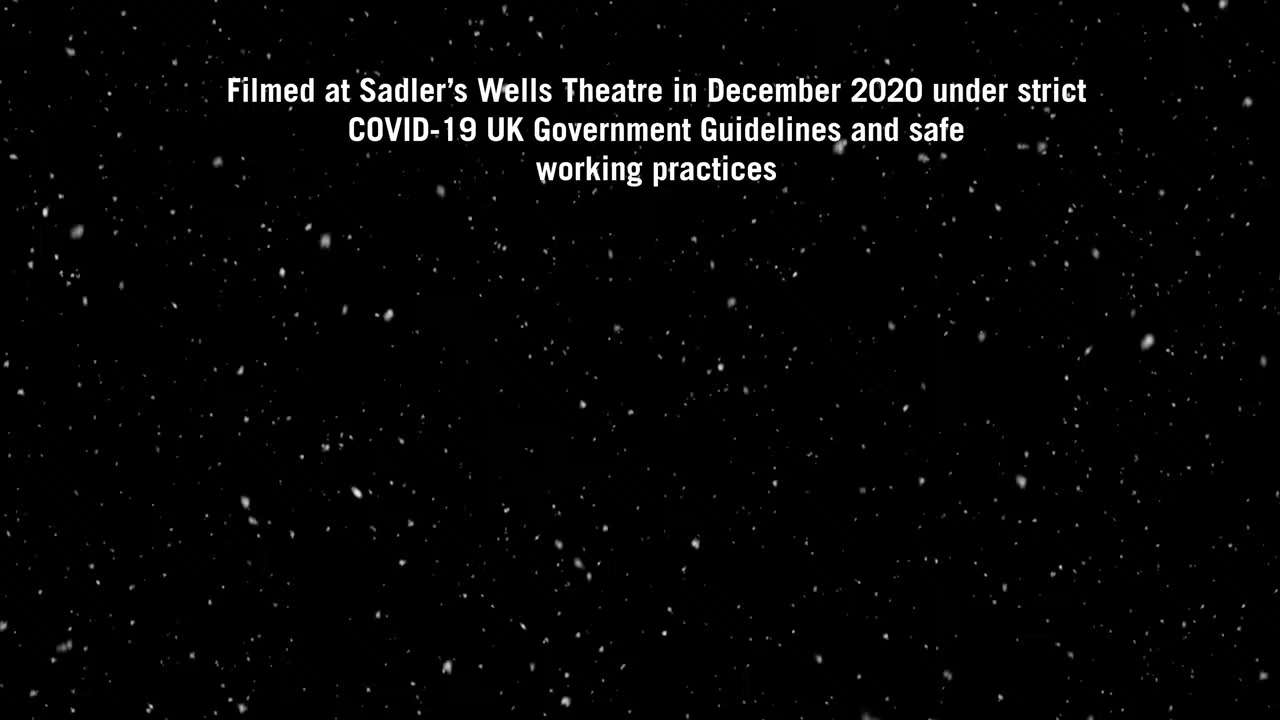 Filmed at Sadler’s Wells Theatre in December 2020 under strict
COVID-19 UK Government Guidelines and safe
working practices